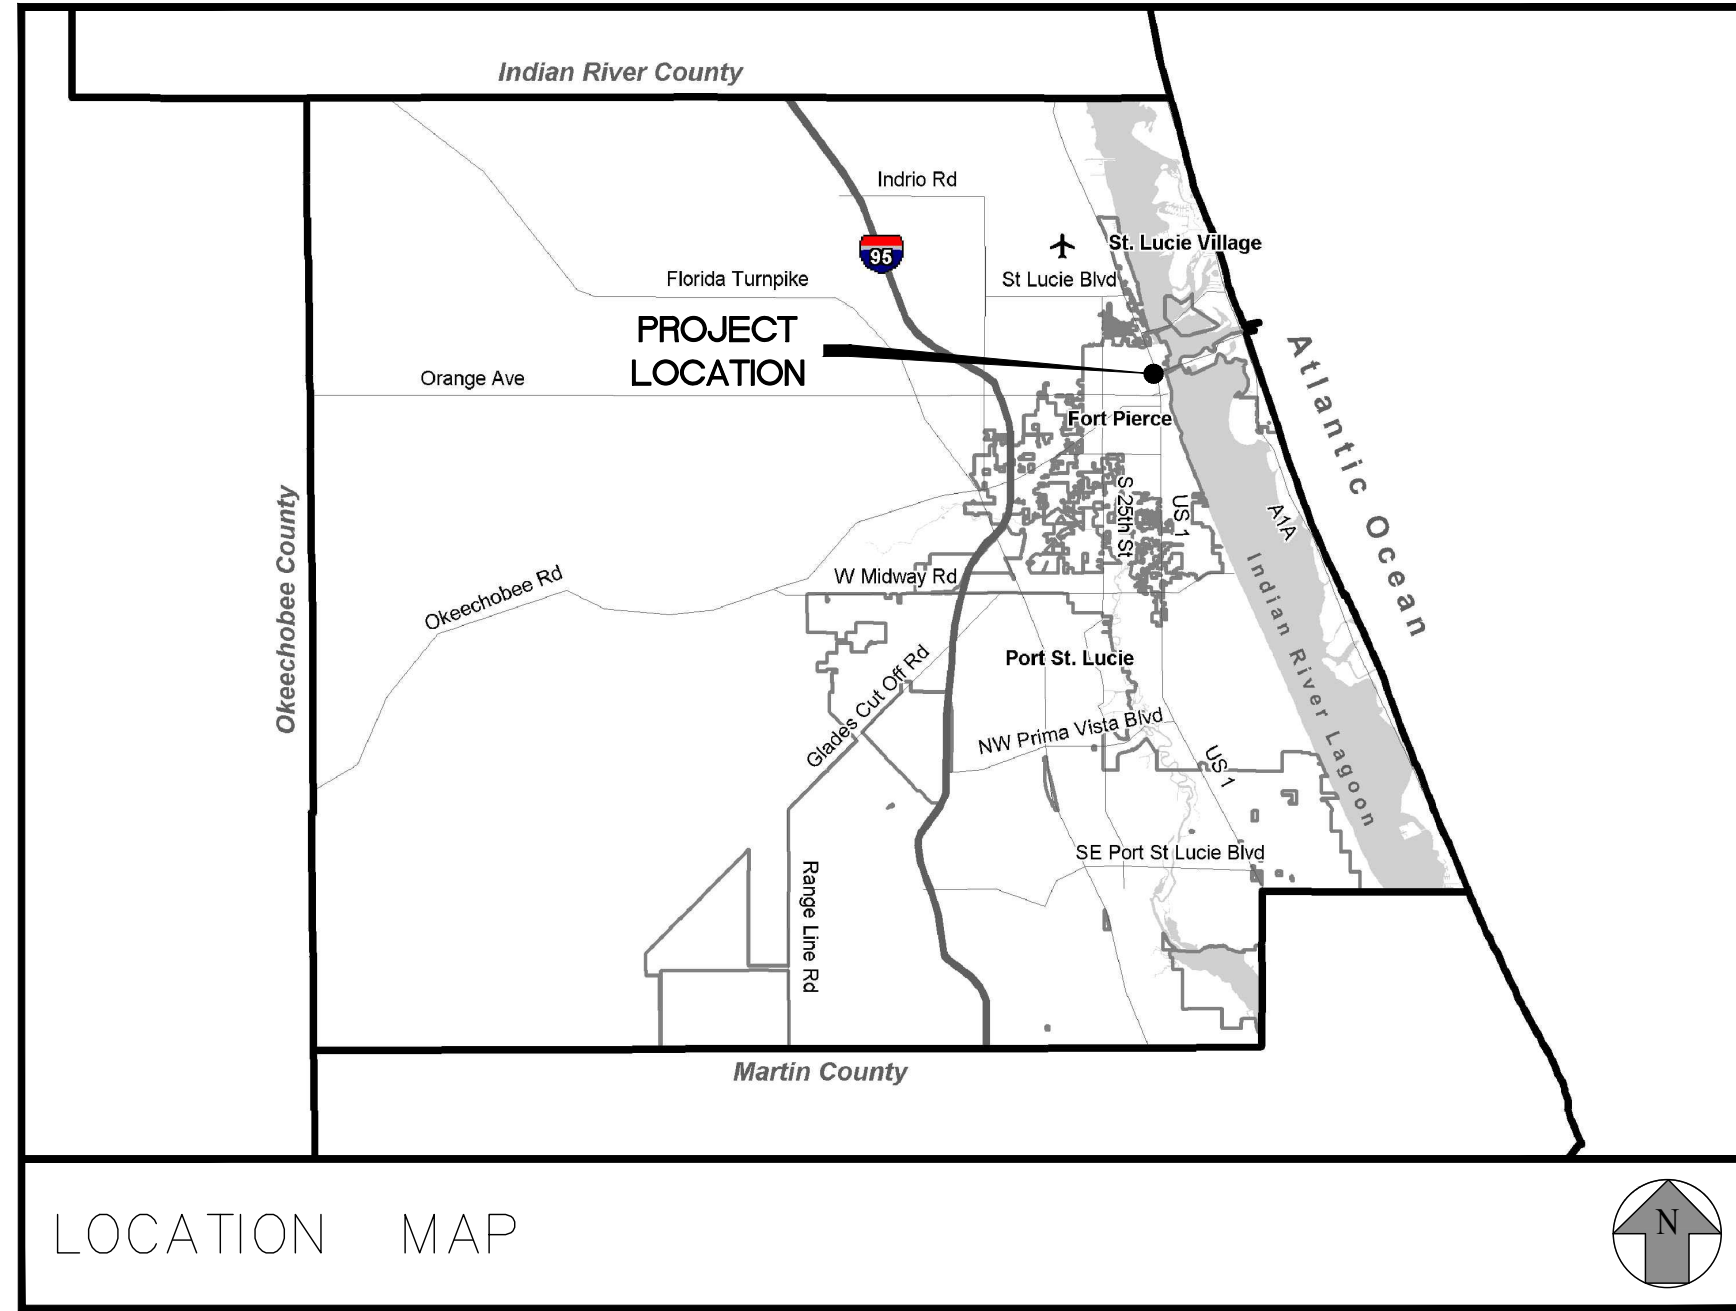 Indian River County
Indrio Rd
St. Lucie Village
95
Florida Turnpike
St Lucie Blvd
PROJECT
LOCATION
Orange Ave
Fort Pierce
Atlantic Ocean
S 25th St
US 1
A1A
Okeechobee County
W Midway Rd
Okeechobee Rd
Indian River Lagoon
Port St. Lucie
Glades Cut Off Rd
NW Prima Vista Blvd
US 1
SE Port St Lucie Blvd
Range Line Rd
Martin County
LOCATION MAP
N